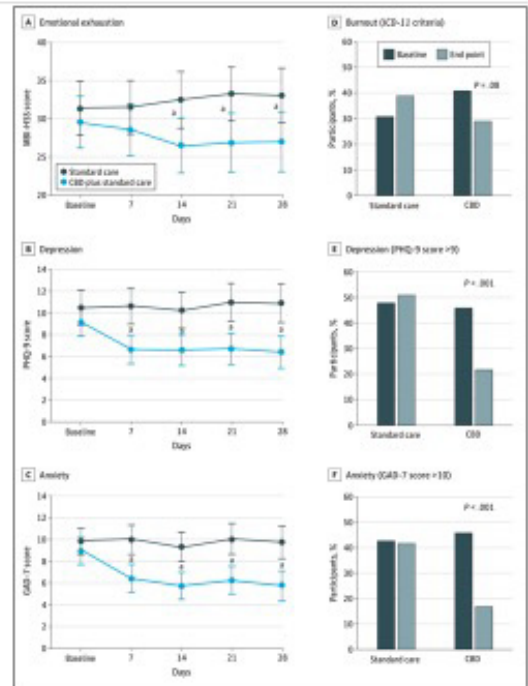 A Emotional exhaustion
40
35
30
25
20
MBI-HSS score
Standard care
CBD plus standard care
Baseline 7 14 21 28
Days
a a a
D Burnout (ICD-11 criteria)
60
50
40
30
20
10
0
Participants, %
Baseline End point
P = .08
Standard care CBD
B Depression
14
12
10
8
6
4
2
0
PHQ-9 score
a a a a
Baseline 7 14 21 28
Days
E Depression (PHQ-9 score >9)
60
50
40
30
20
10
0
Participants, %
P < .001
Standard care CBD
C Anxiety
14
12
10
8
6
4
2
0
GAD-7 score
a a a a
Baseline 7 14 21 28
Days
F Anxiety (GAD-7 score >10)
60
50
40
30
20
10
0
Participants, %
P < .001
Standard care CBD